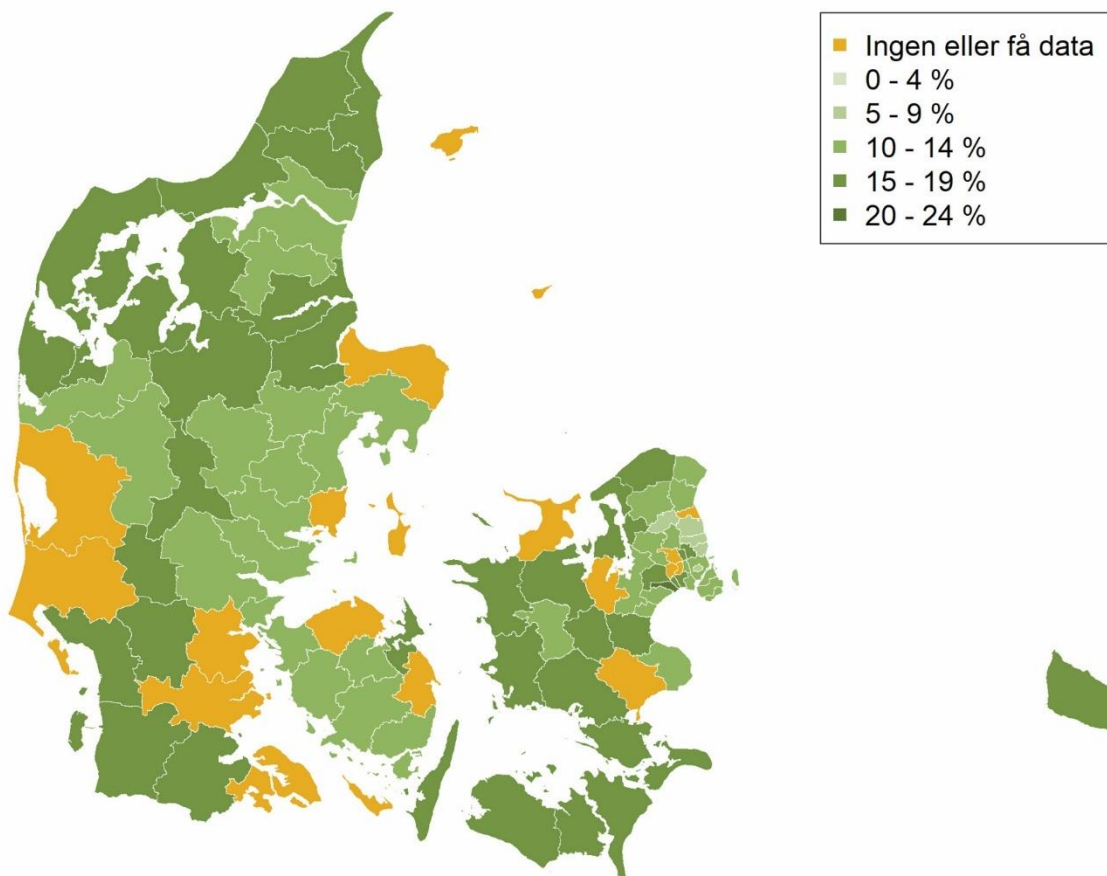 Ingen eller få data
0 - 4 %
5 - 9 %
10 - 14 %
15 - 19 %
20 - 24 %